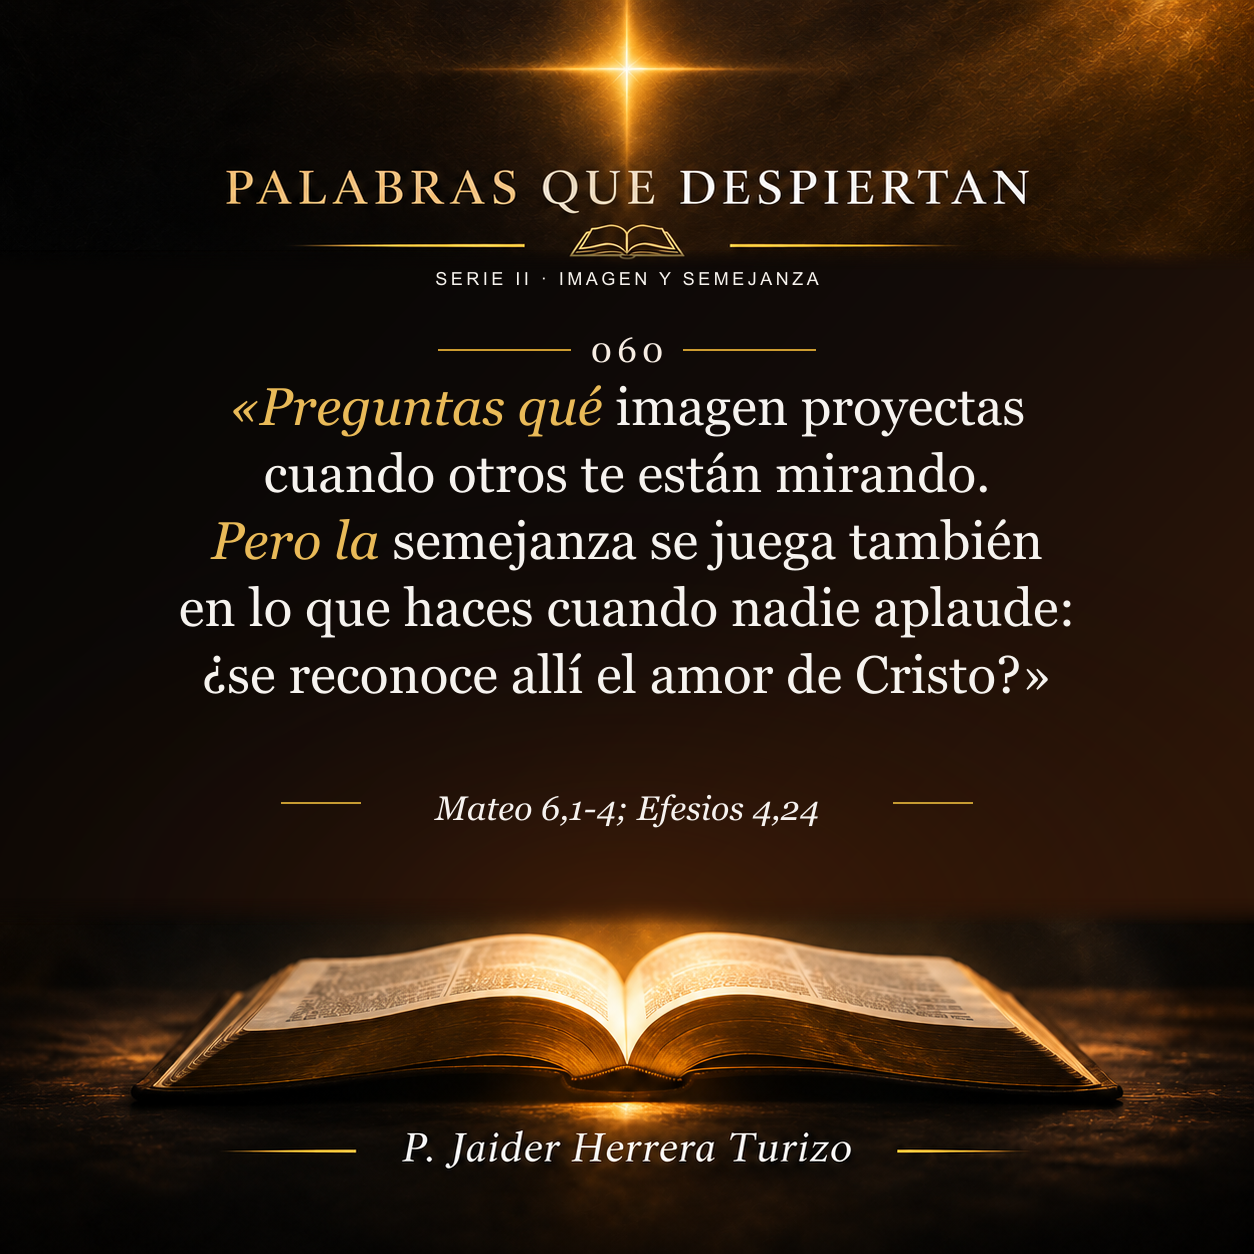 PALABRAS QUE DESPIERTAN
SERIE II · IMAGEN Y SEMEJANZA
060
«Preguntas qué imagen proyectas
cuando otros te están mirando.
Pero la semejanza se juega también
en lo que haces cuando nadie aplaude:
¿se reconoce allí el amor de Cristo?»
Mateo 6,1-4; Efesios 4,24
P. Jaider Herrera Turizo